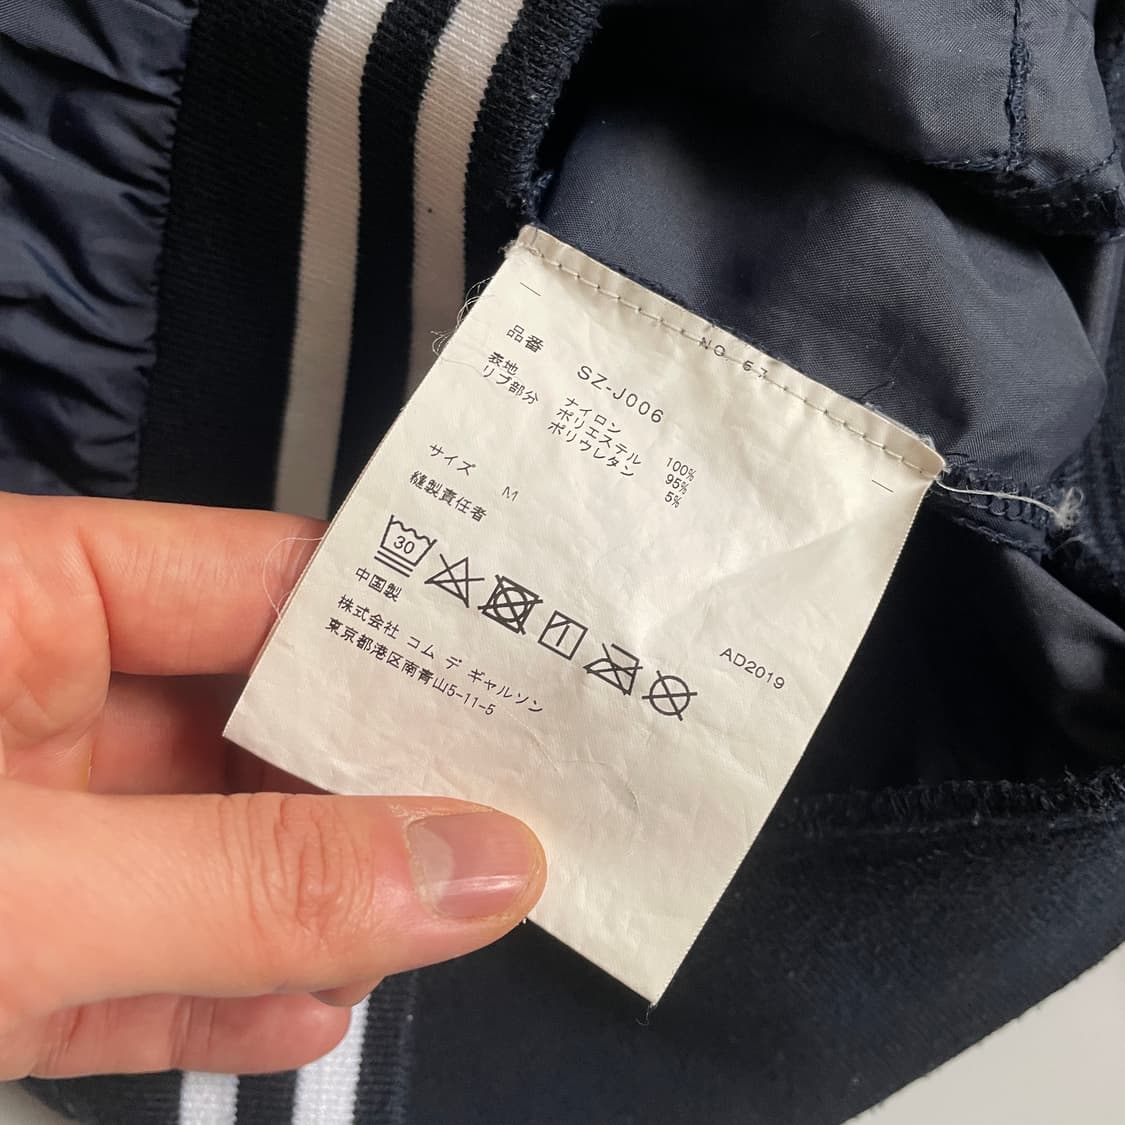 NO. 67
品番 SZ-J006
表地 ナイロン 100%
リブ部分 ポリエステル 95%
ポリウレタン 5%
サイズ M
縫製責任者
30
中国製
株式会社 コム デ ギャルソン
東京都港区南青山5-11-5
AD2019